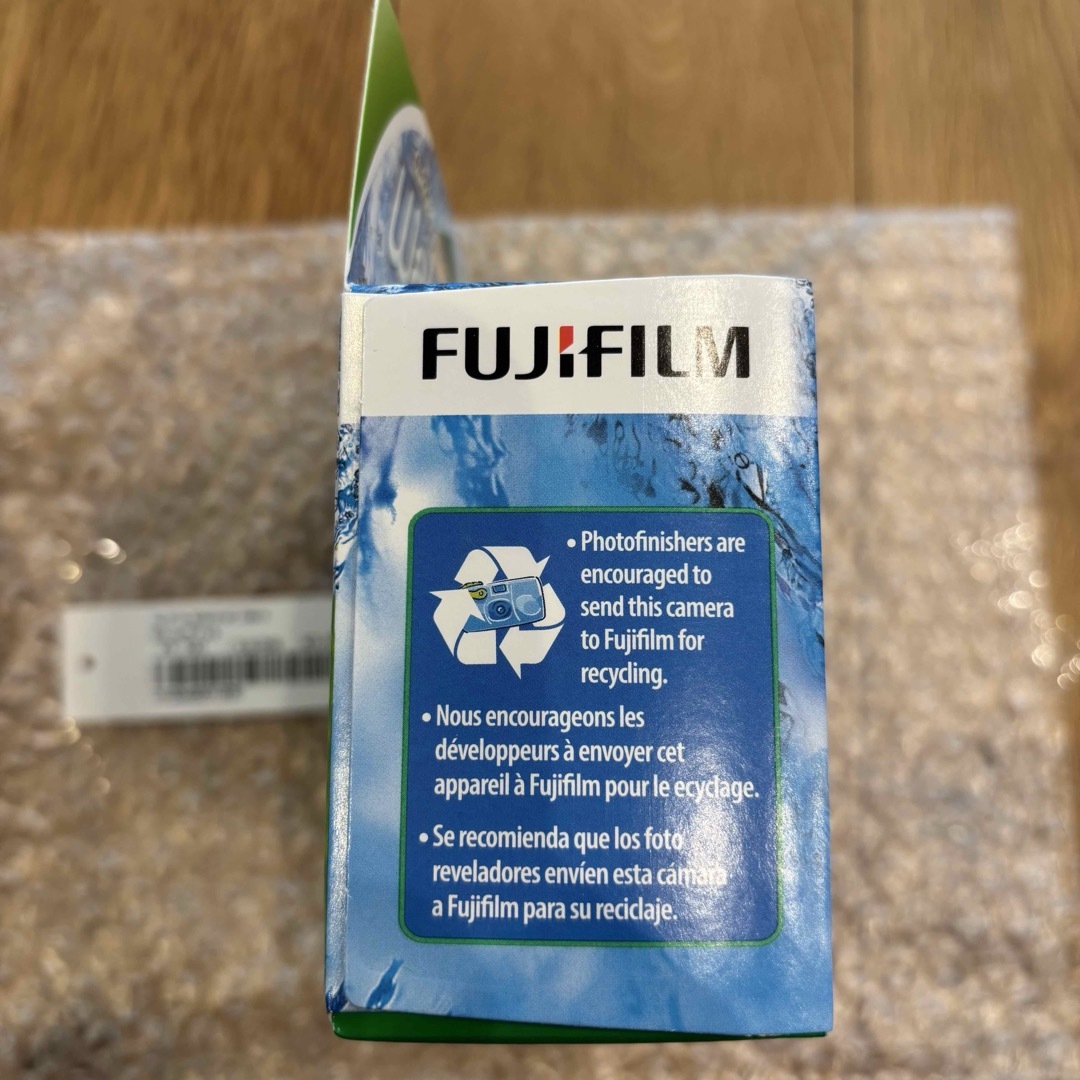 FUJIFILM
• Photofinishers are
encouraged to
send this camera
to Fujifilm for
recycling.
• Nous encourageons les
développeurs à envoyer cet
appareil à Fujifilm pour le ecyclage.
• Se recomienda que los foto
reveladores envíen esta cámara
a Fujifilm para su reciclaje.